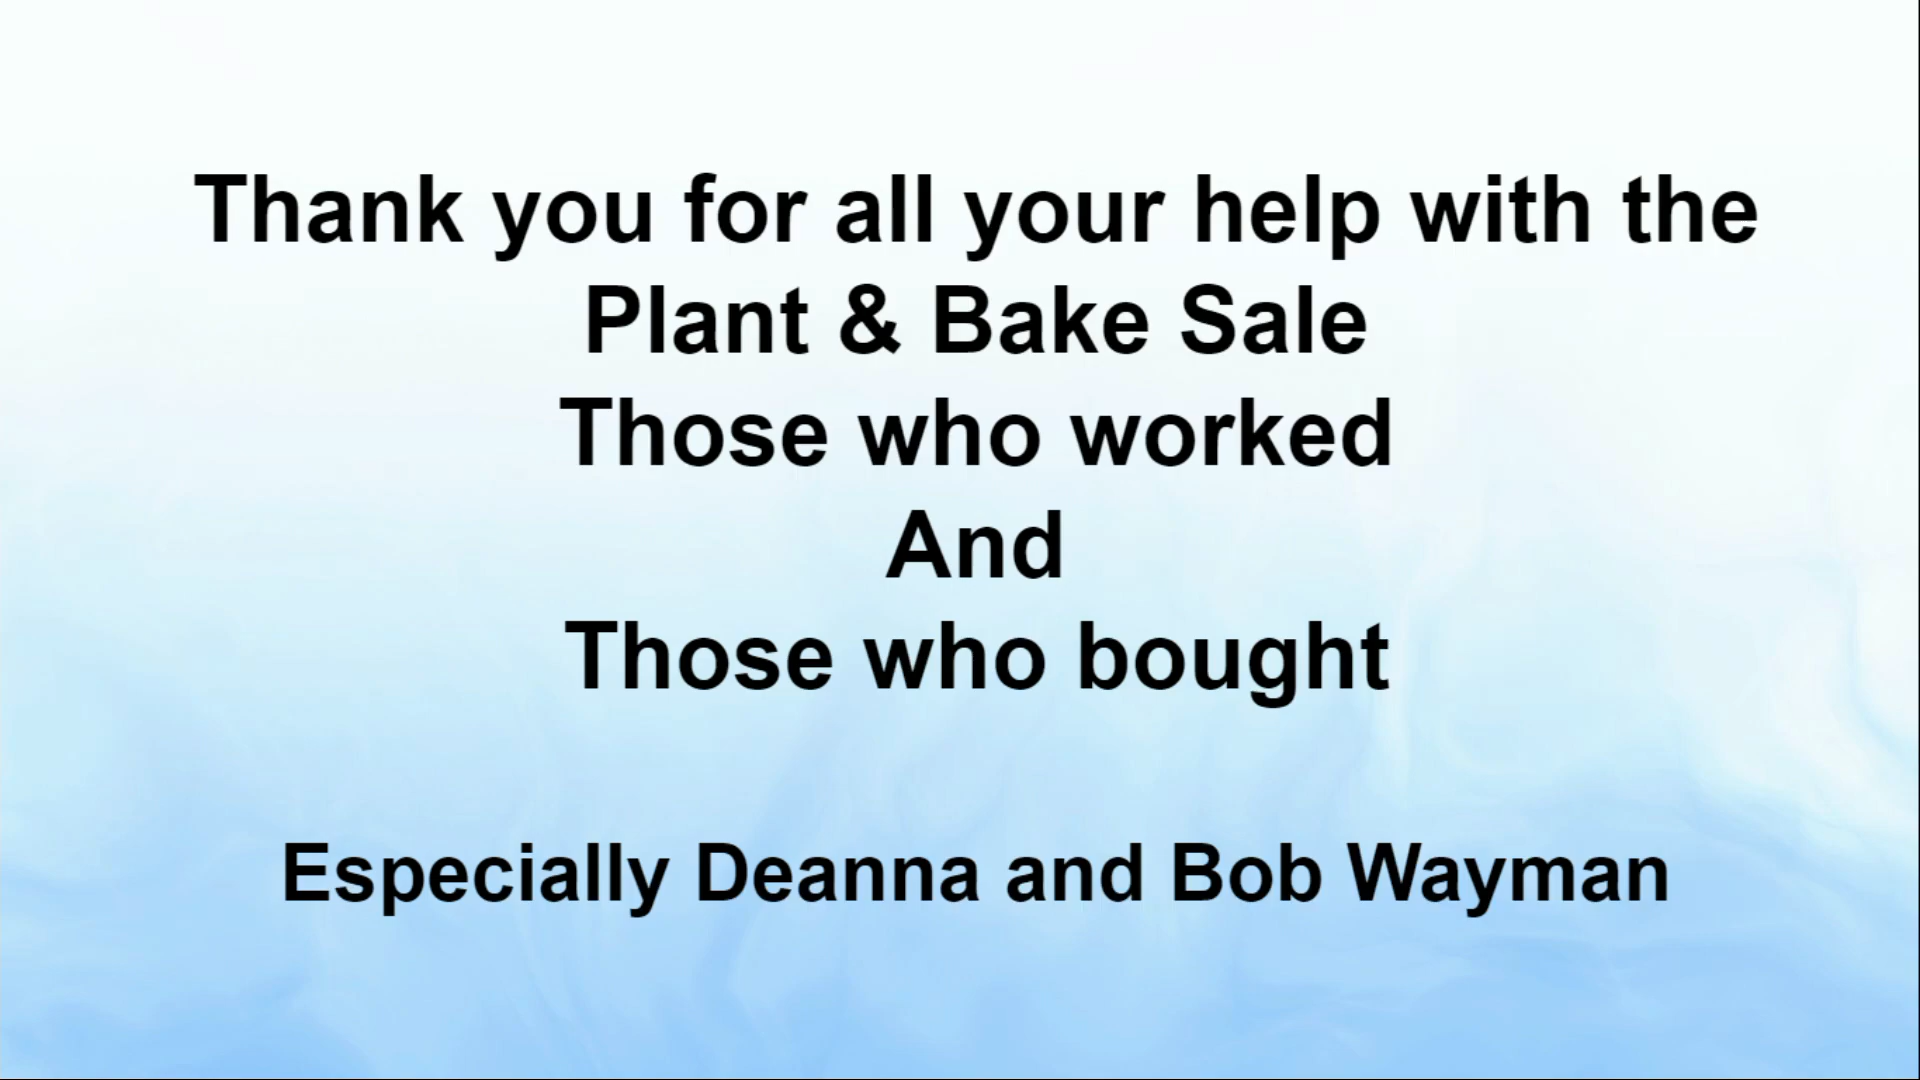 Thank you for all your help with the
Plant & Bake Sale
Those who worked
And
Those who bought
Especially Deanna and Bob Wayman